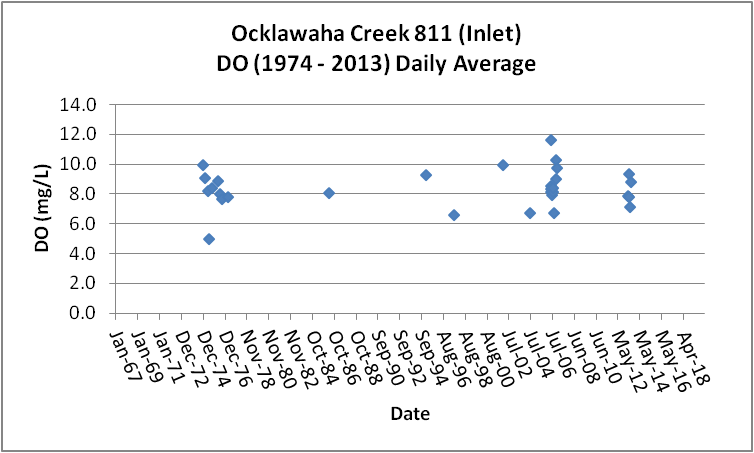 Ocklawaha Creek 811 (Inlet)
DO (1974 - 2013) Daily Average
DO (mg/L)
14.0
12.0
10.0
8.0
6.0
4.0
2.0
0.0
Jan-67
Jan-69
Jan-71
Dec-72
Dec-74
Dec-76
Nov-78
Nov-80
Nov-82
Oct-84
Oct-86
Oct-88
Sep-90
Sep-92
Sep-94
Aug-96
Aug-98
Aug-00
Jul-02
Jul-04
Jul-06
Jun-08
Jun-10
May-12
May-14
May-16
Apr-18
Date